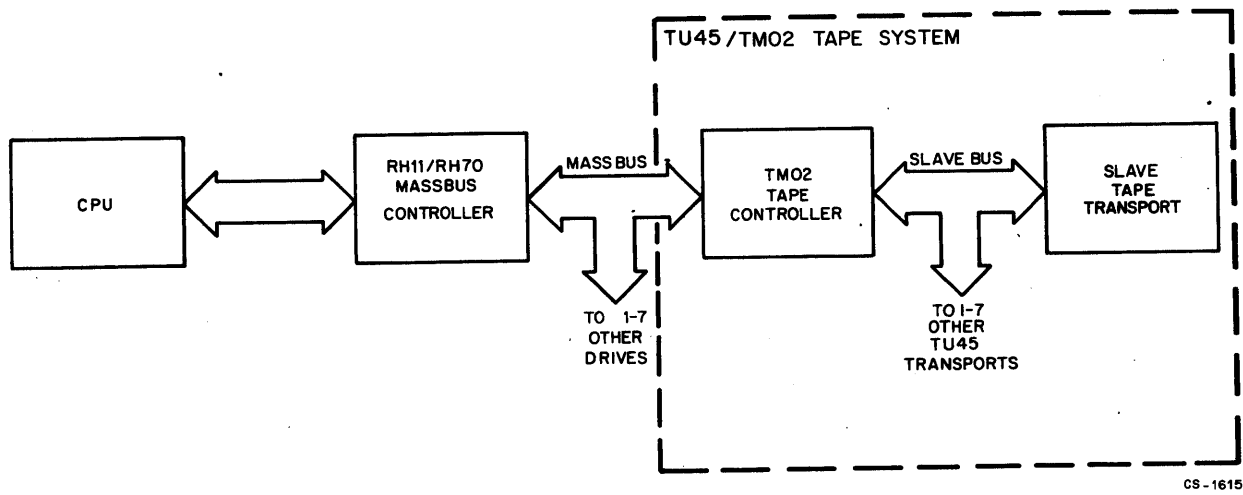 TU45/TM02 TAPE SYSTEM
CPU
RH11/RH70
MASSBUS
CONTROLLER
MASSBUS
TM02
TAPE
CONTROLLER
SLAVE BUS
SLAVE
TAPE
TRANSPORT
TO 1-7
OTHER
DRIVES
TO 1-7
OTHER
TU45
TRANSPORTS
CS-1615